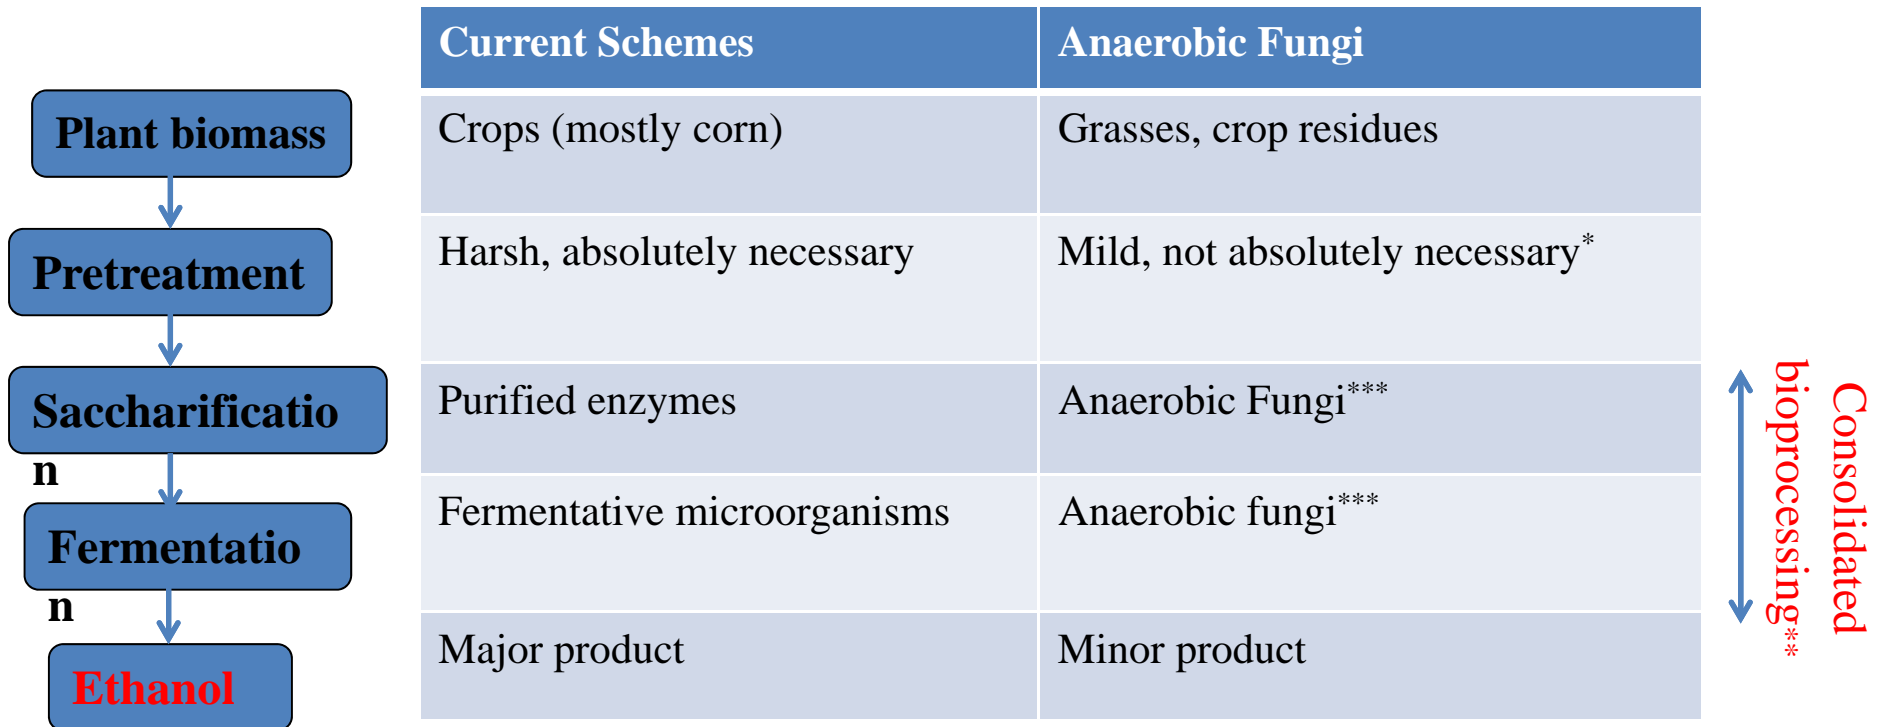 Current Schemes
Anaerobic Fungi
Plant biomass
Crops (mostly corn)
Grasses, crop residues
Pretreatment
Harsh, absolutely necessary
Mild, not absolutely necessary*
Saccharificatio
n
Purified enzymes
Anaerobic Fungi***
Fermentatio
n
Fermentative microorganisms
Anaerobic fungi***
Ethanol
Major product
Minor product
Consolidated
bioprocessing**